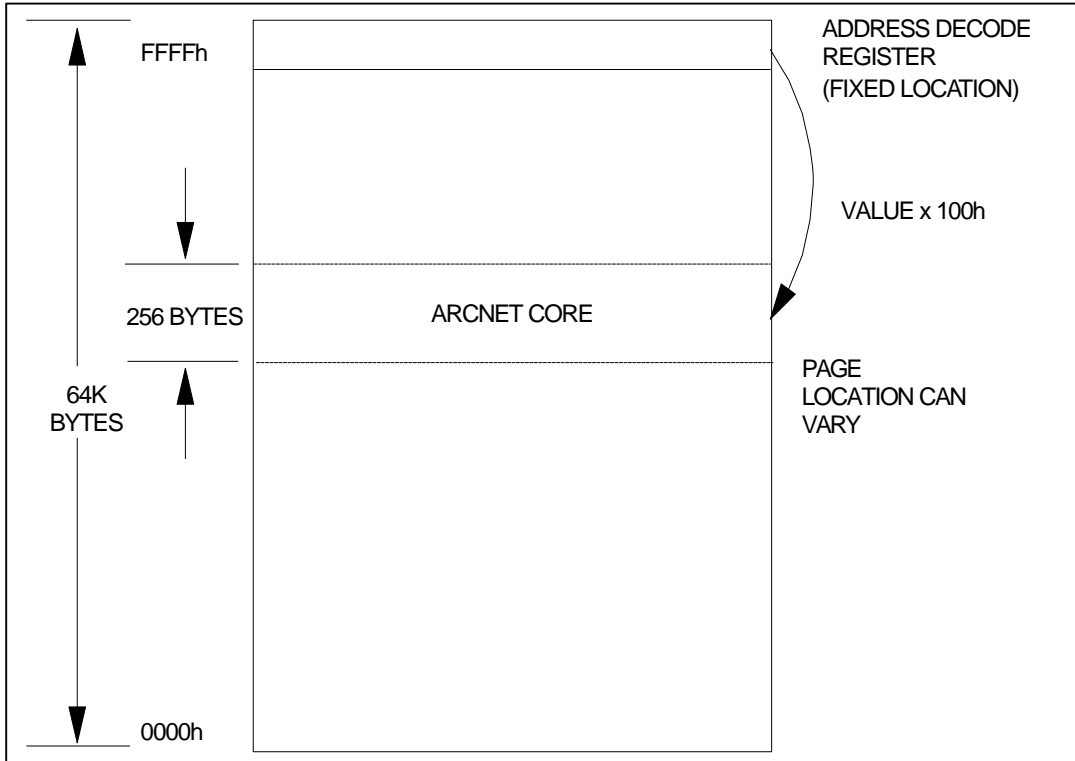 FFFFh
ADDRESS DECODE
REGISTER
(FIXED LOCATION)
VALUE x 100h
256 BYTES
ARCNET CORE
64K
BYTES
PAGE
LOCATION CAN
VARY
0000h